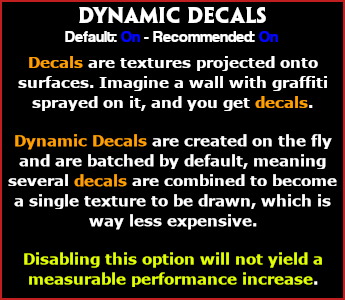 DYNAMIC DECALS
Default: On - Recommended: On
Decals are textures projected onto
surfaces. Imagine a wall with graffiti
sprayed on it, and you get decals.
Dynamic Decals are created on the fly
and are batched by default, meaning
several decals are combined to become
a single texture to be drawn, which is
way less expensive.
Disabling this option will not yield a
measurable performance increase.